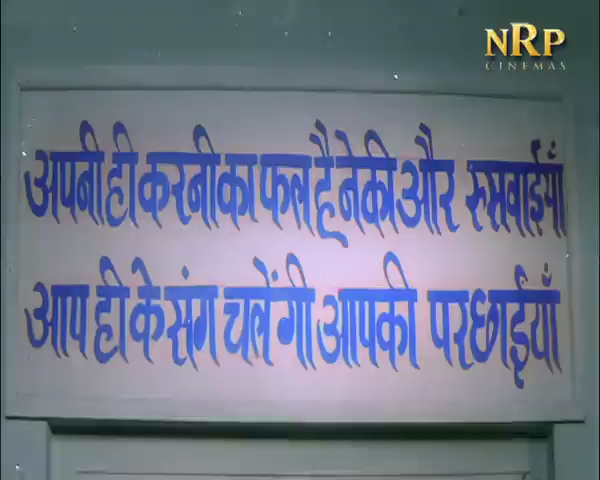 NRP
CINEMAS
अपनी ही करनी का फल है नेकी और रुसवाईयाँ
आप ही के संग चलेंगी आपकी परछाईयाँ